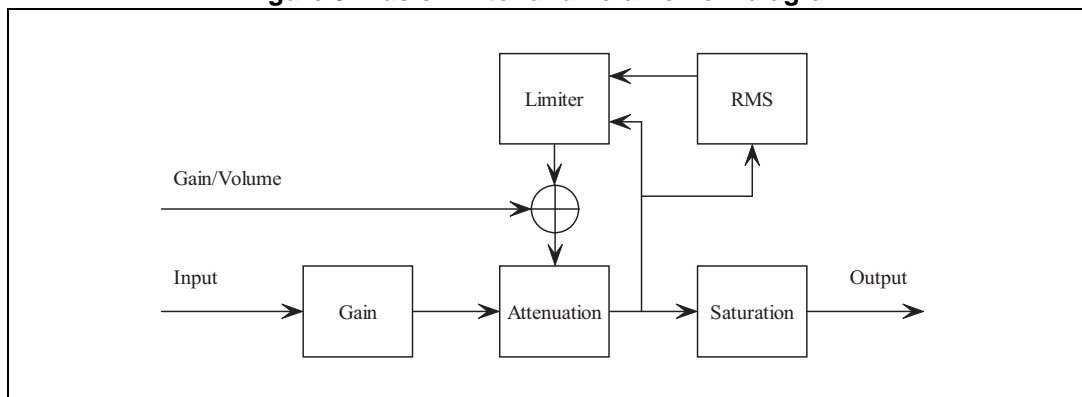 Limiter
RMS
Gain/Volume
Input
Output
Gain
Attenuation
Saturation